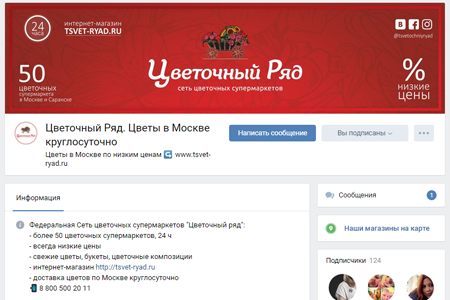 24
ЧАСА
интернет-магазин
TSVET-RYAD.RU
@tsvetochniyryad
50
цветочных
супермаркета
в Москве и Саранске
Цветочный Ряд
сеть цветочных супермаркетов
%
низкие
цены
Цветочный Ряд. Цветы в Москве
круглосуточно
Цветы в Москве по низким ценам www.tsvet-
ryad.ru
Написать сообщение
Вы подписаны
Информация
Федеральная Сеть цветочных супермаркетов "Цветочный ряд":
- более 50 цветочных супермаркетов, 24 ч
- всегда низкие цены
- свежие цветы, букеты, цветочные композиции
- интернет-магазин http://tsvet-ryad.ru
- доставка цветов по Москве круглосуточно
8 800 500 20 11
Сообщения 1
Наши магазины на карте
Подписчики 124